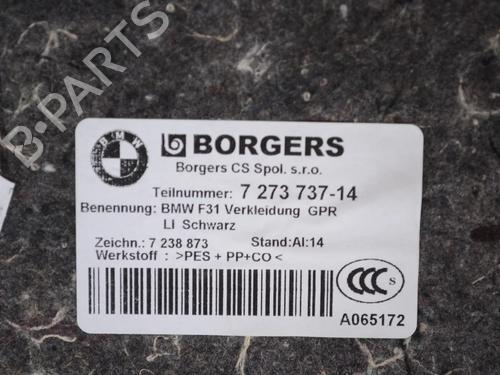 BMW
BORGERS
Borgers CS Spol. s.r.o.
Teilnummer: 7 273 737-14
Benennung: BMW F31 Verkleidung GPR
LI Schwarz
Zeichn.: 7 238 873 Stand:AI:14
Werkstoff : >PES + PP+CO<
CCC S
A065172
B-PARTS